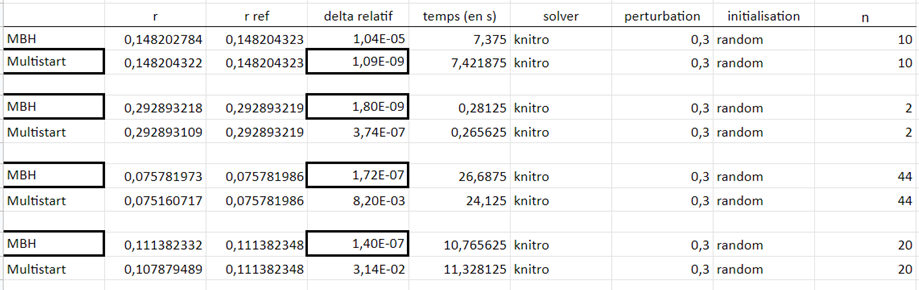 r r ref delta relatif temps (en s) solver perturbation initialisation n
MBH 0,148202784 0,148204323 1,04E-05 7,375 knitro 0,3 random 10
Multistart 0,148204322 0,148204323 1,09E-09 7,421875 knitro 0,3 random 10
MBH 0,292893218 0,292893219 1,80E-09 0,28125 knitro 0,3 random 2
Multistart 0,292893109 0,292893219 3,74E-07 0,265625 knitro 0,3 random 2
MBH 0,075781973 0,075781986 1,72E-07 26,6875 knitro 0,3 random 44
Multistart 0,075160717 0,075781986 8,20E-03 24,125 knitro 0,3 random 44
MBH 0,111382332 0,111382348 1,40E-07 10,765625 knitro 0,3 random 20
Multistart 0,107879489 0,111382348 3,14E-02 11,328125 knitro 0,3 random 20